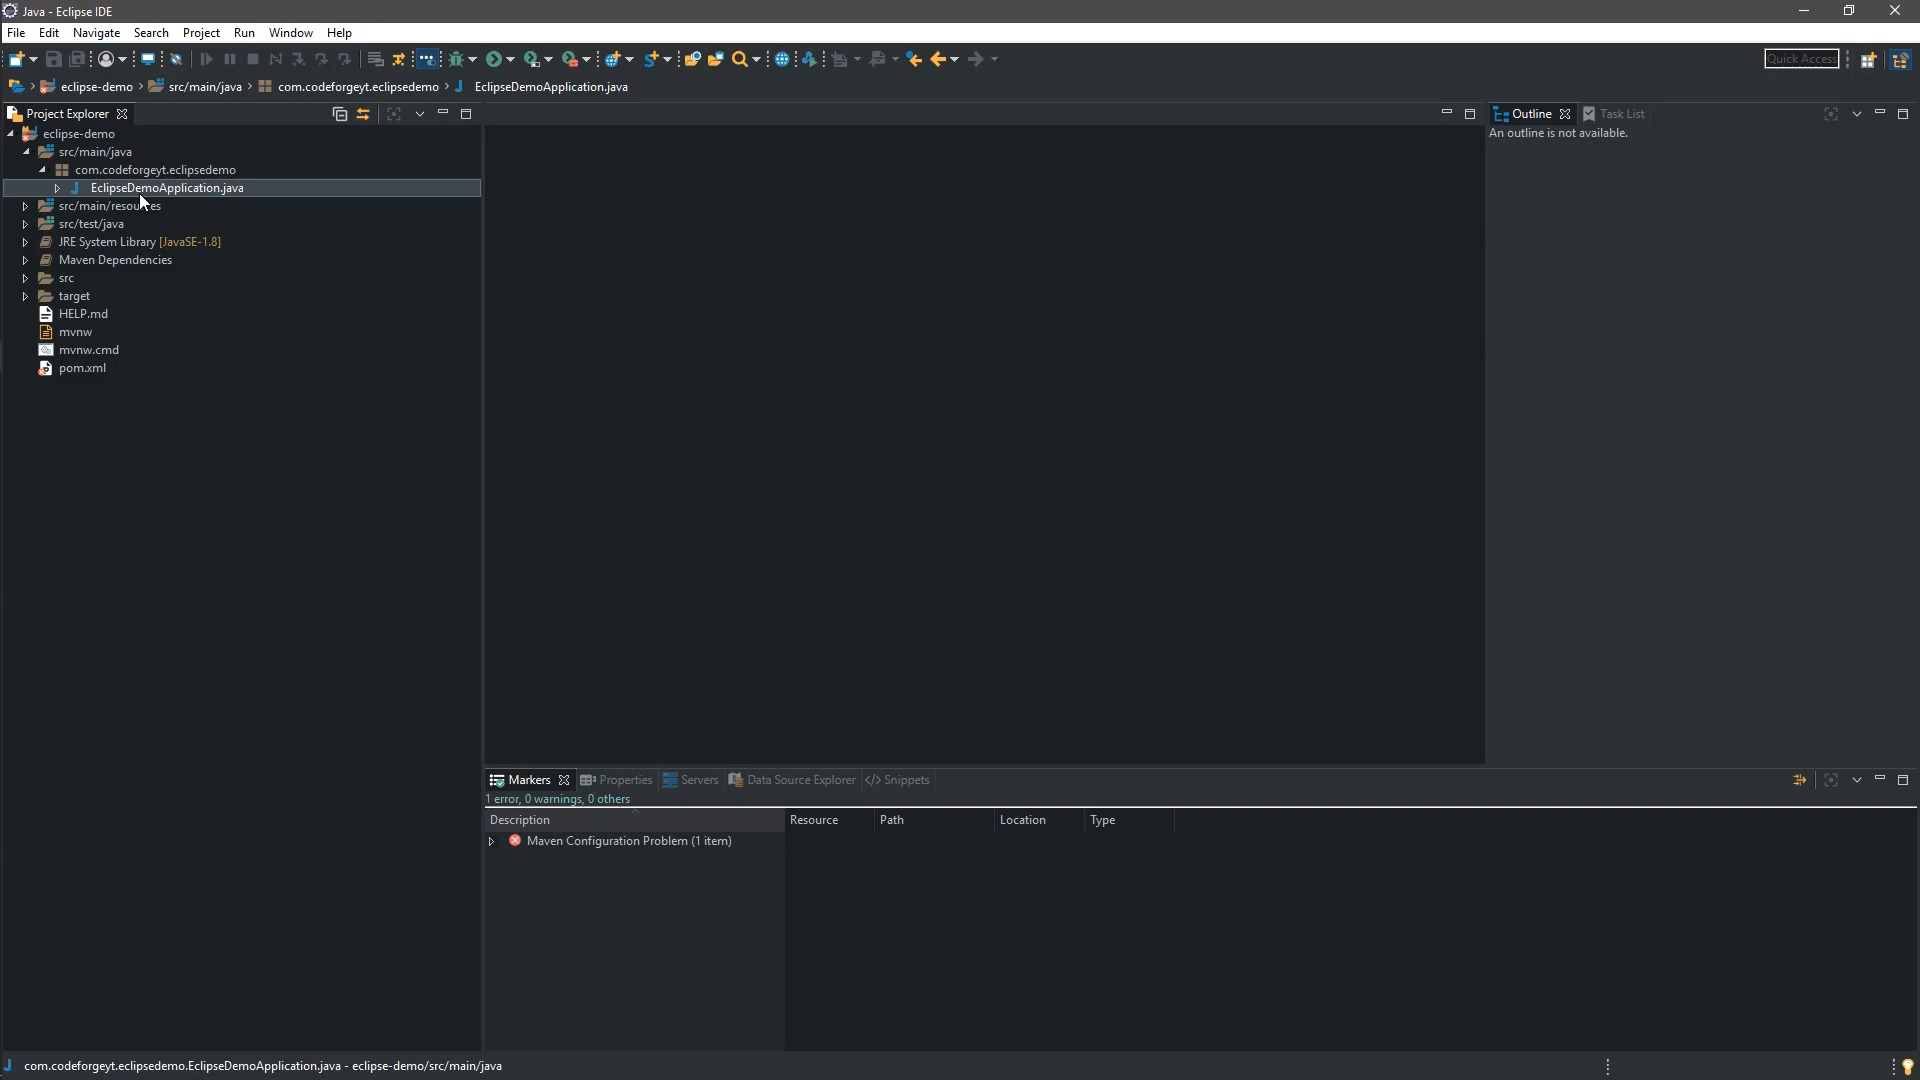 Java - Eclipse IDE
File Edit Navigate Search Project Run Window Help
Quick Access
eclipse-demo src/main/java com.codeforgeyt.eclipsedemo EclipseDemoApplication.java
Project Explorer
eclipse-demo
src/main/java
com.codeforgeyt.eclipsedemo
EclipseDemoApplication.java
src/main/resources
src/test/java
JRE System Library [JavaSE-1.8]
Maven Dependencies
src
target
HELP.md
mvnw
mvnw.cmd
pom.xml
Outline Task List
An outline is not available.
Markers Properties Servers Data Source Explorer Snippets
1 error, 0 warnings, 0 others
Description Resource Path Location Type
Maven Configuration Problem (1 item)
com.codeforgeyt.eclipsedemo.EclipseDemoApplication.java - eclipse-demo/src/main/java